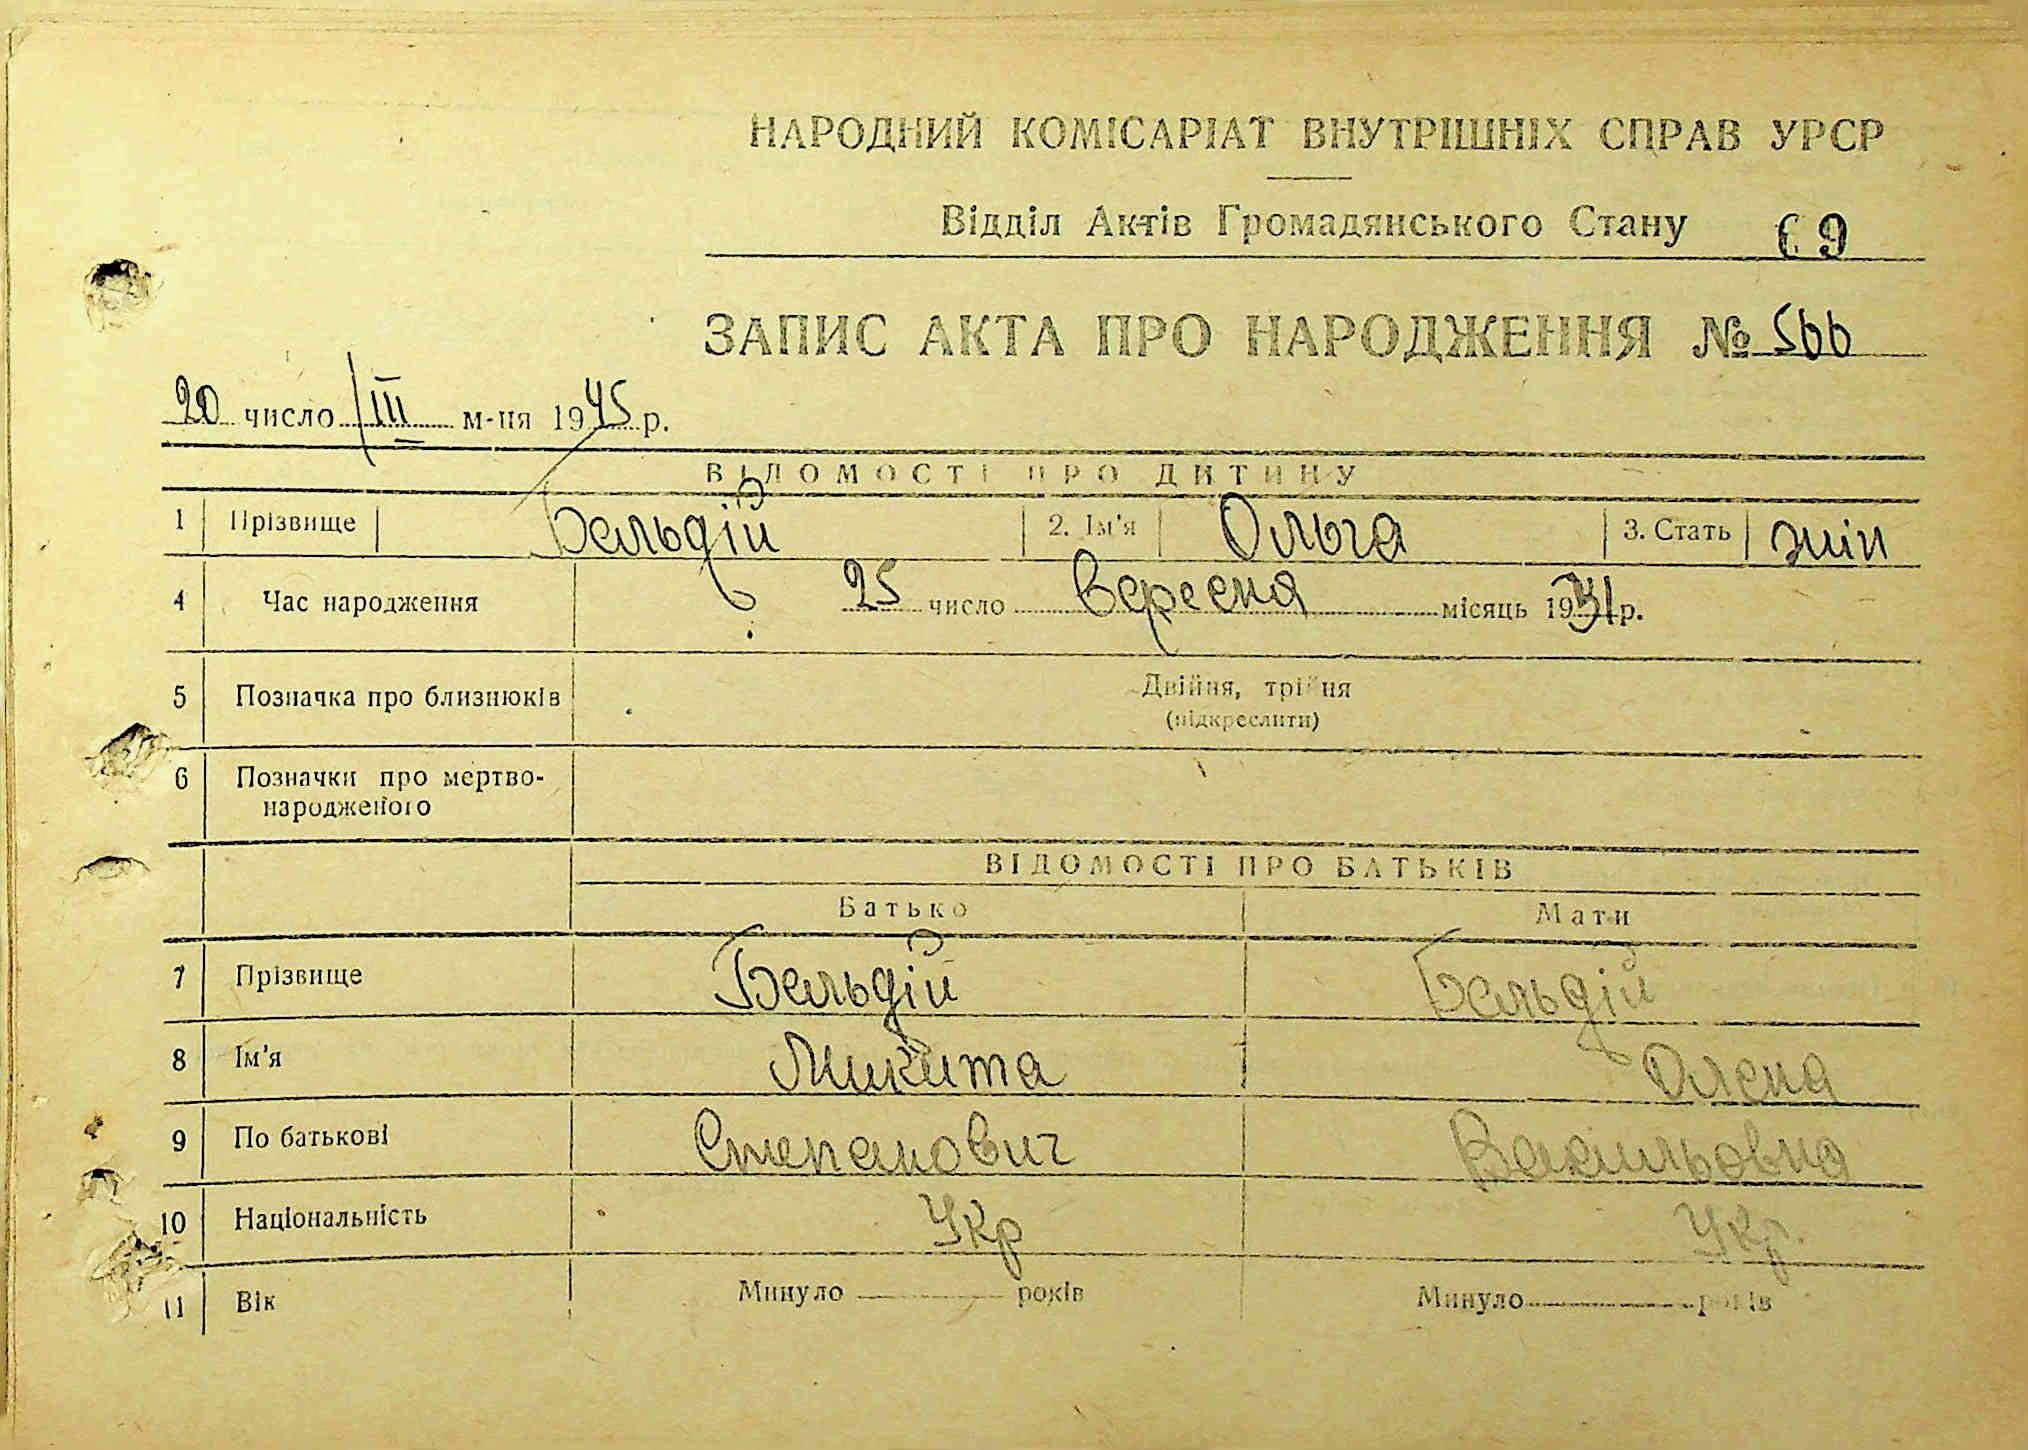 НАРОДНИЙ КОМІСАРІАТ ВНУТРІШНІХ СПРАВ УРСР
Відділ Актів Громадянського Стану 69
ЗАПИС АКТА ПРО НАРОДЖЕННЯ № 566
20 число III м-ця 1945 р.
ВІДОМОСТІ ПРО ДИТИНУ
1 Прізвище Бельдій 2. Ім'я Ольга 3. Стать жін
4 Час народження 25 число вересня місяць 19 р.
5 Позначка про близнюків Двійня, трійня
(підкреслити)
6 Позначки про мертво-
народженого
ВІДОМОСТІ ПРО БАТЬКІВ
Батько Мати
7 Прізвище Бельдій Бельдій
8 Ім'я Микита Олена
9 По батькові Степанович Васильовна
10 Національність Укр Укр.
11 Вік Минуло років Минуло років